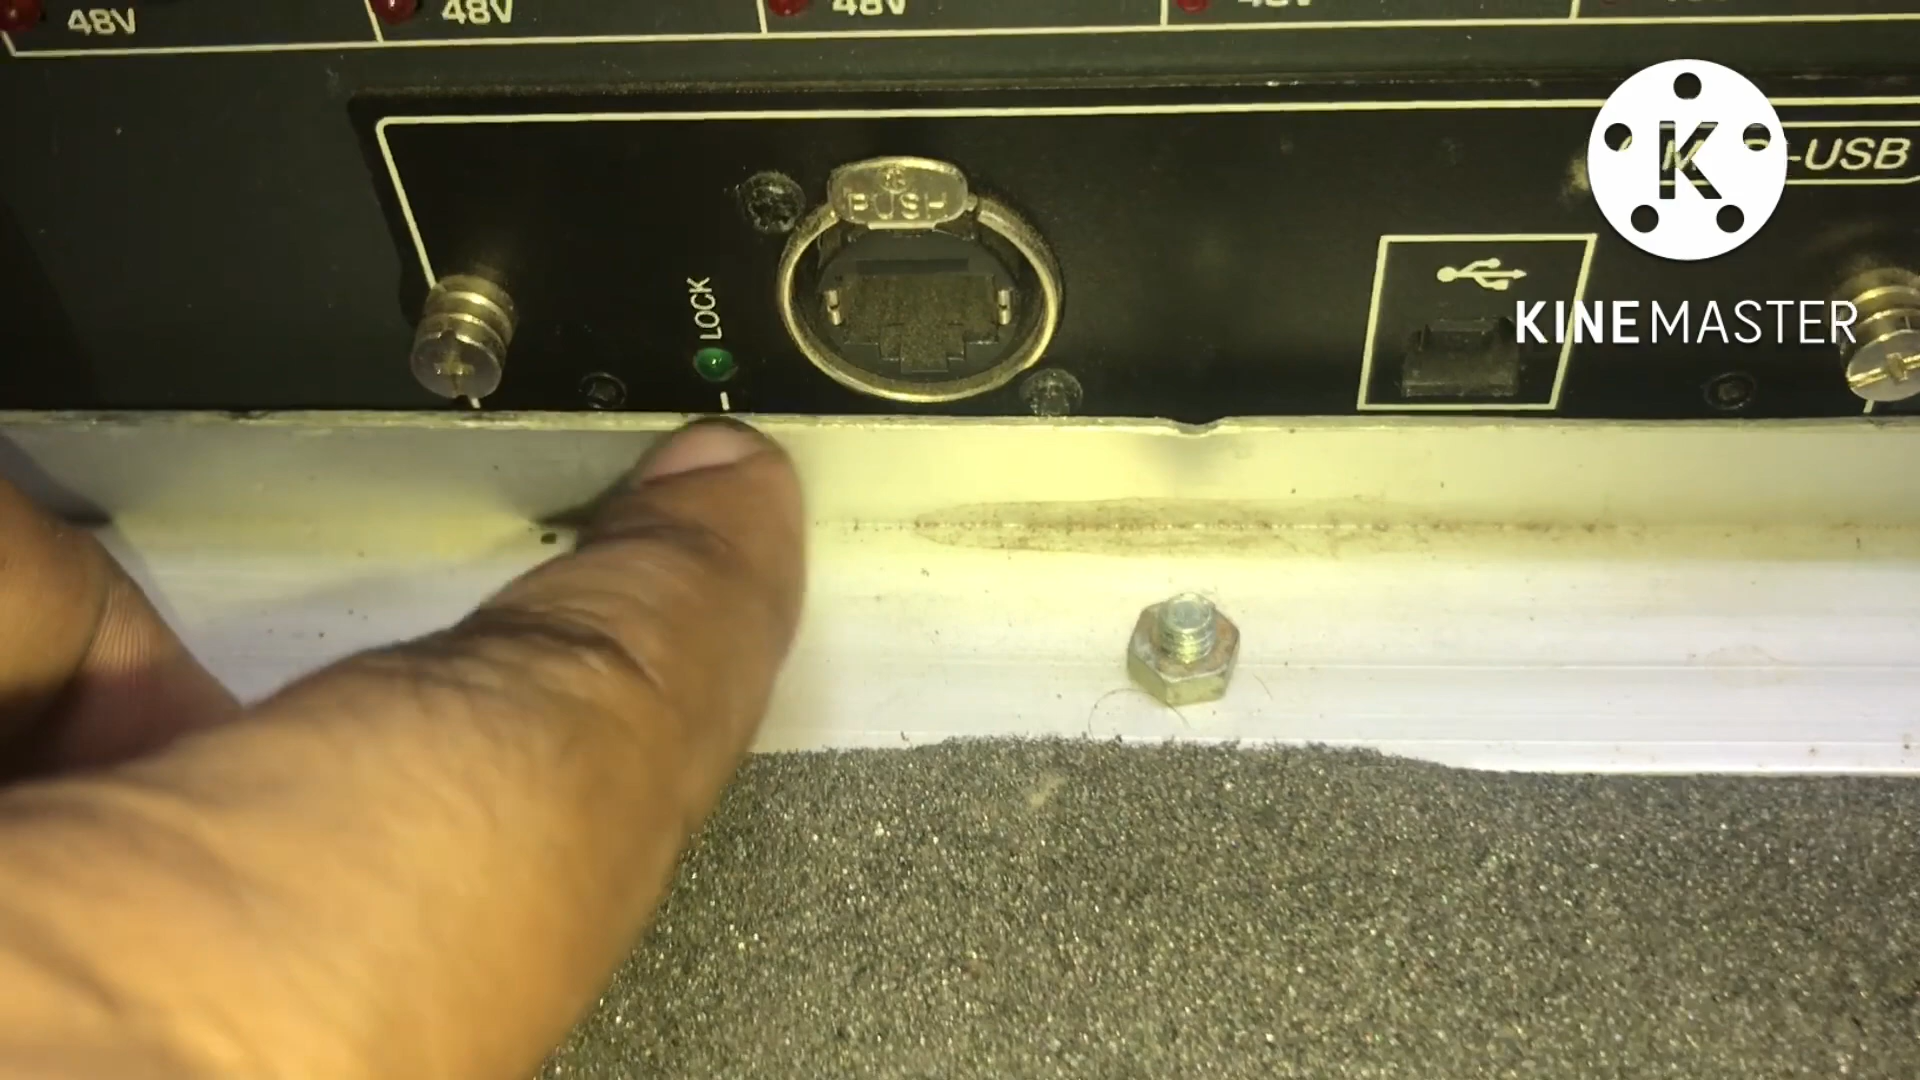 48V
48V
48V
-USB
PUSH
LOCK
K
KINEMASTER